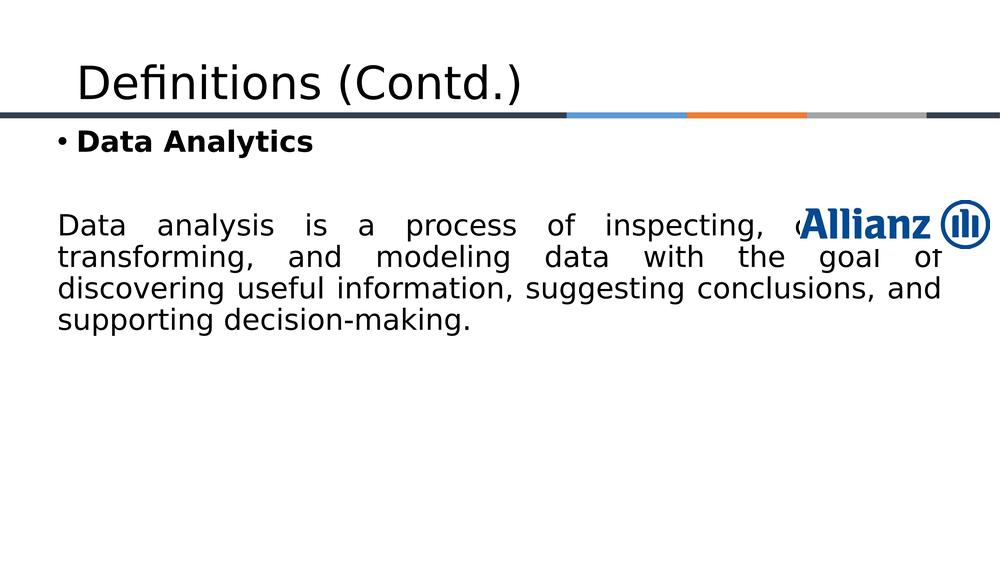 Definitions (Contd.)
• Data Analytics
Data analysis is a process of inspecting,
Allianz
transforming, and modeling data with the goal of
discovering useful information, suggesting conclusions, and
supporting decision-making.